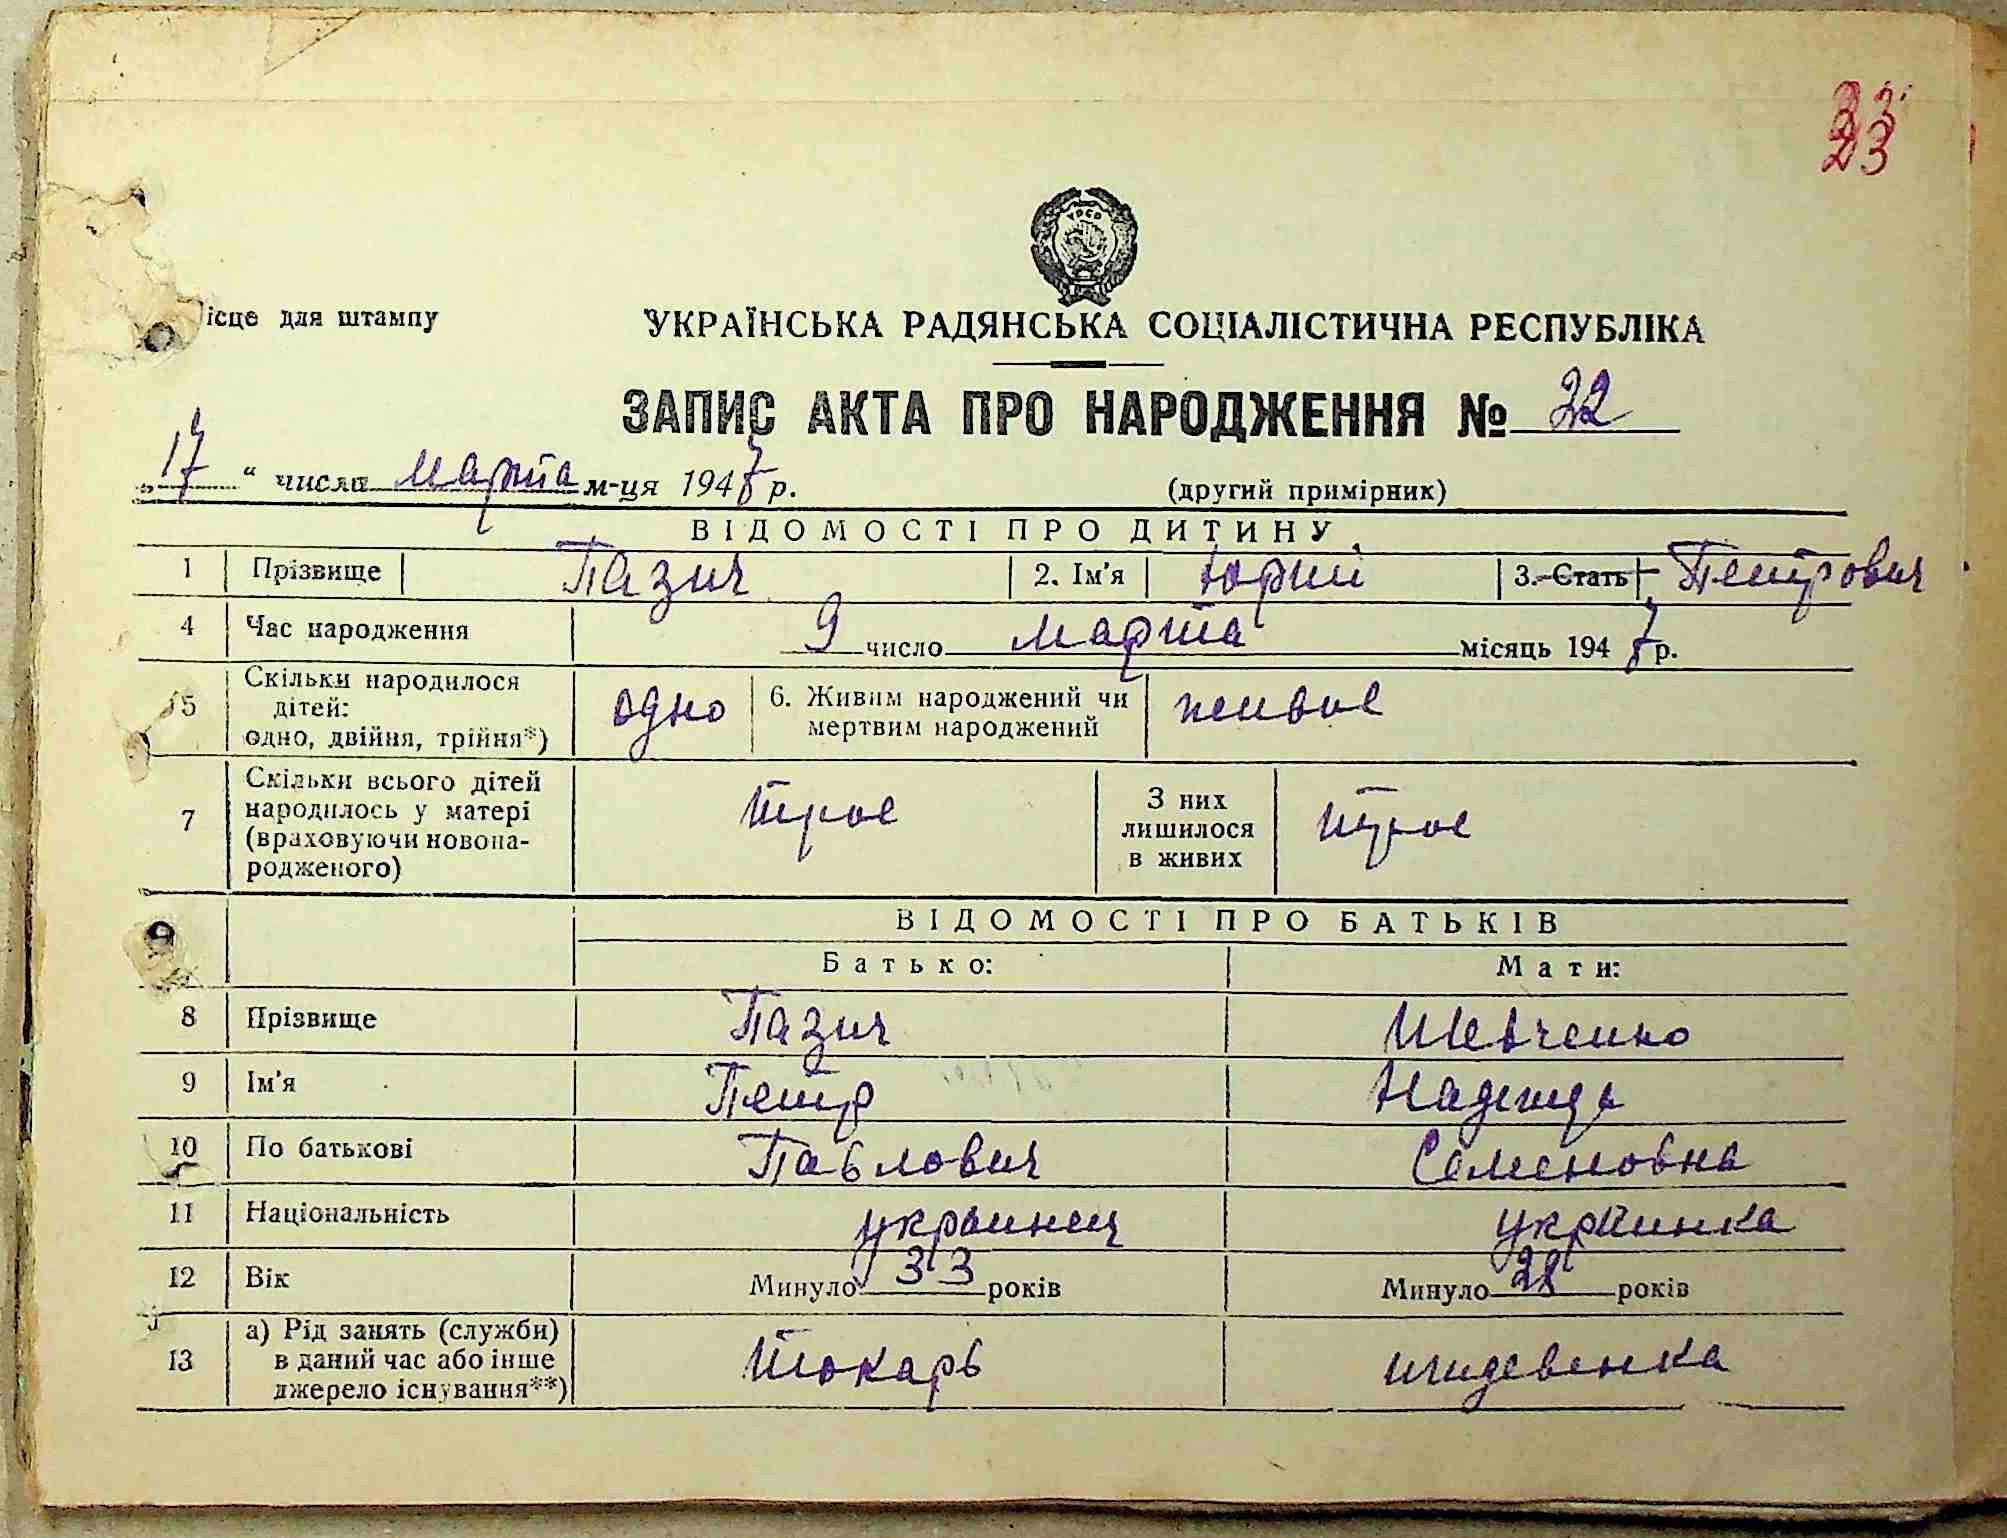 33
23
УРСР
ісце для штампу
УКРАЇНСЬКА РАДЯНСЬКА СОЦІАЛІСТИЧНА РЕСПУБЛІКА
ЗАПИС АКТА ПРО НАРОДЖЕННЯ № 22
„17“ числа марта м-ця 1947 р.
(другий примірник)
ВІДОМОСТІ ПРО ДИТИНУ
1 Прізвище Пазич 2. Ім'я Юрий 3. Стать Петрович
4 Час народження 9 число марта місяць 1947 р.
Скільки народилося
5 дітей: одно 6. Живим народжений чи живое
одно, двійня, трійня*) мертвим народжений
Скільки всього дітей
7 народилось у матері трое З них лишилося трое
(враховуючи новона- в живих
родженого)
ВІДОМОСТІ ПРО БАТЬКІВ
Батько: Мати:
8 Прізвище Пазич Шевченко
9 Ім'я Петр Надежда
10 По батькові Павлович Семеновна
11 Національність украинец украинка
12 Вік Минуло 33 років Минуло 28 років
а) Рід занять (служби)
13 в даний час або інше токарь иждевенка
джерело існування**)